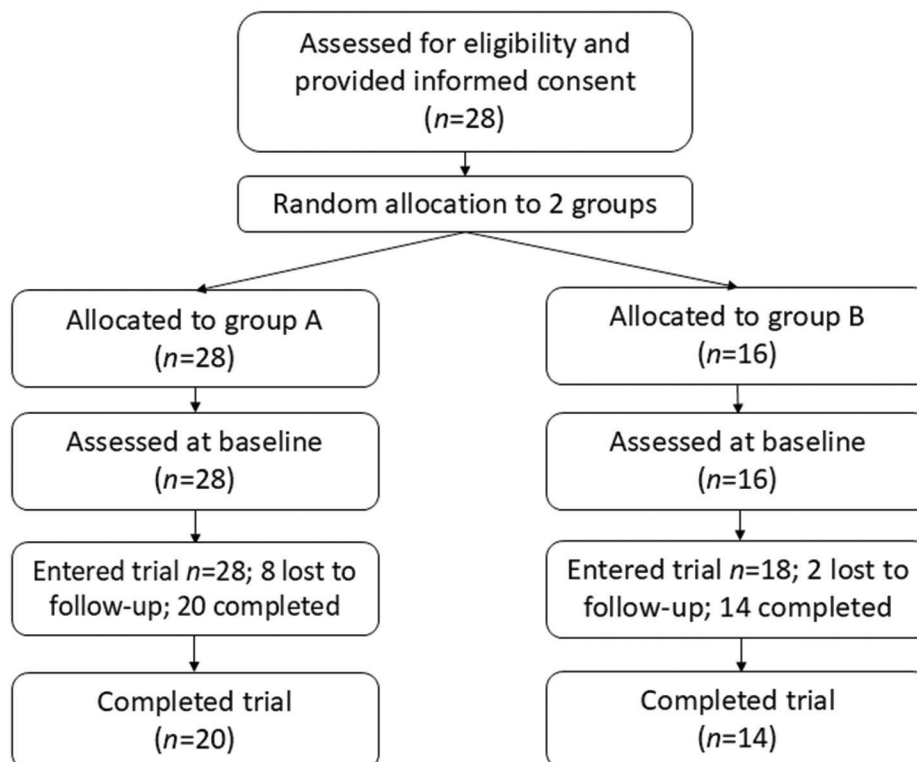 Assessed for eligibility and
provided informed consent
(n=28)
Random allocation to 2 groups
Allocated to group A
(n=28)
Allocated to group B
(n=16)
Assessed at baseline
(n=28)
Assessed at baseline
(n=16)
Entered trial n=28; 8 lost to
follow-up; 20 completed
Entered trial n=18; 2 lost to
follow-up; 14 completed
Completed trial
(n=20)
Completed trial
(n=14)